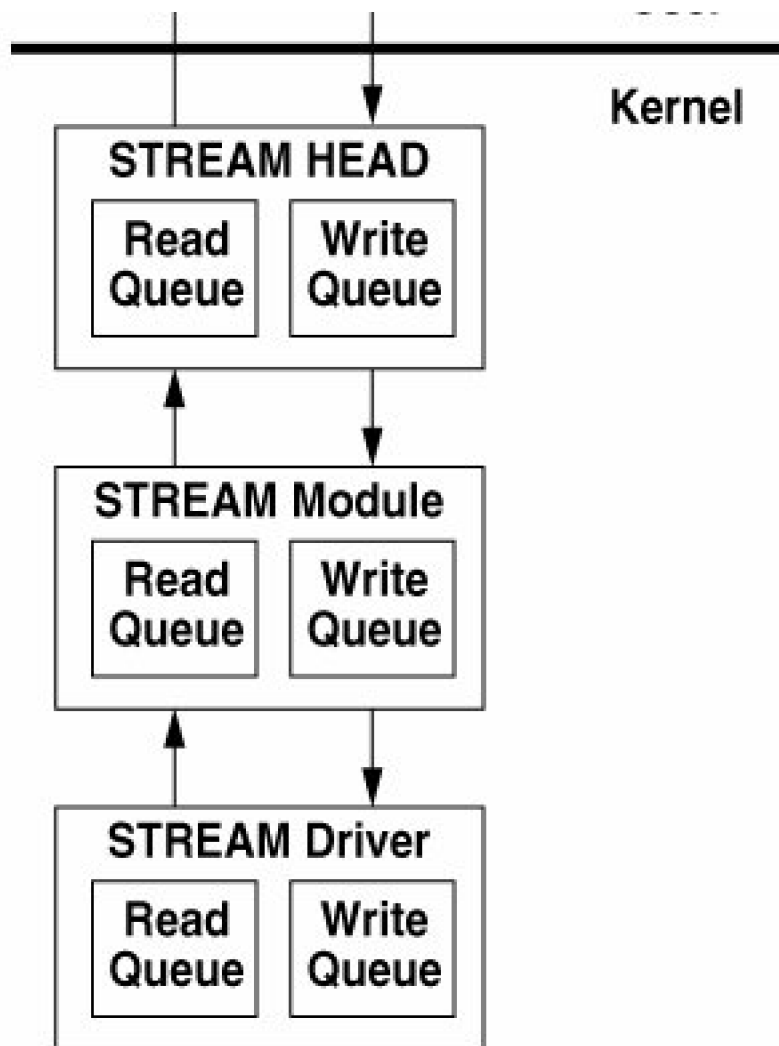 Kernel
STREAM HEAD
Read
Queue
Write
Queue
STREAM Module
Read
Queue
Write
Queue
STREAM Driver
Read
Queue
Write
Queue